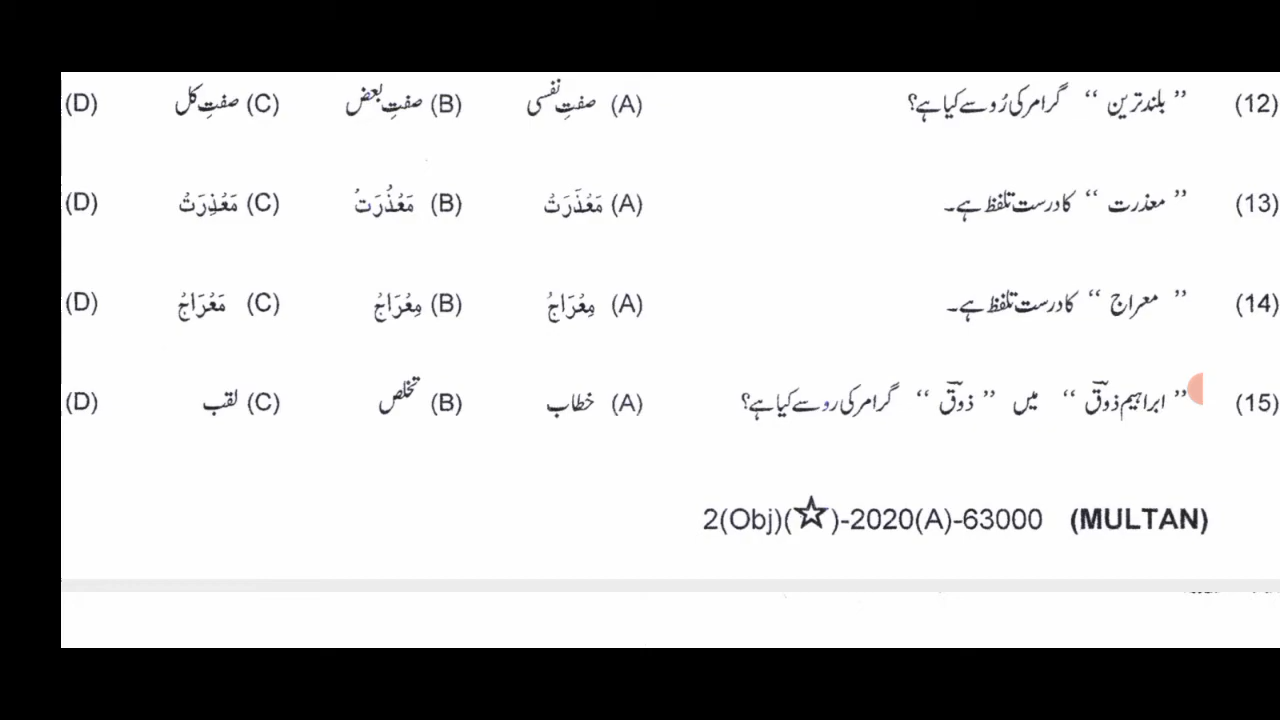 (12) ’’ بلند ترین ‘‘ گرامر کی رُو سے کیا ہے؟ (A) صفتِ نفسی (B) صفتِ بعض (C) صفتِ کل (D)
(13) ’’ معذرت ‘‘ کا درست تلفظ ہے۔ (A) مَعْذَرَتْ (B) مَعْذُرَتْ (C) مَعْذِرَتْ (D)
(14) ’’ معراج ‘‘ کا درست تلفظ ہے۔ (A) مِعْرَاجْ (B) مِعْرَاجْ (C) مَعْرَاجْ (D)
(15) ’’ ابراہیم ذوقؔ ‘‘ میں ’’ ذوقؔ ‘‘ گرامر کی رو سے کیا ہے؟ (A) خطاب (B) تخلص (C) لقب (D)
2(Obj)(☆)-2020(A)-63000 (MULTAN)